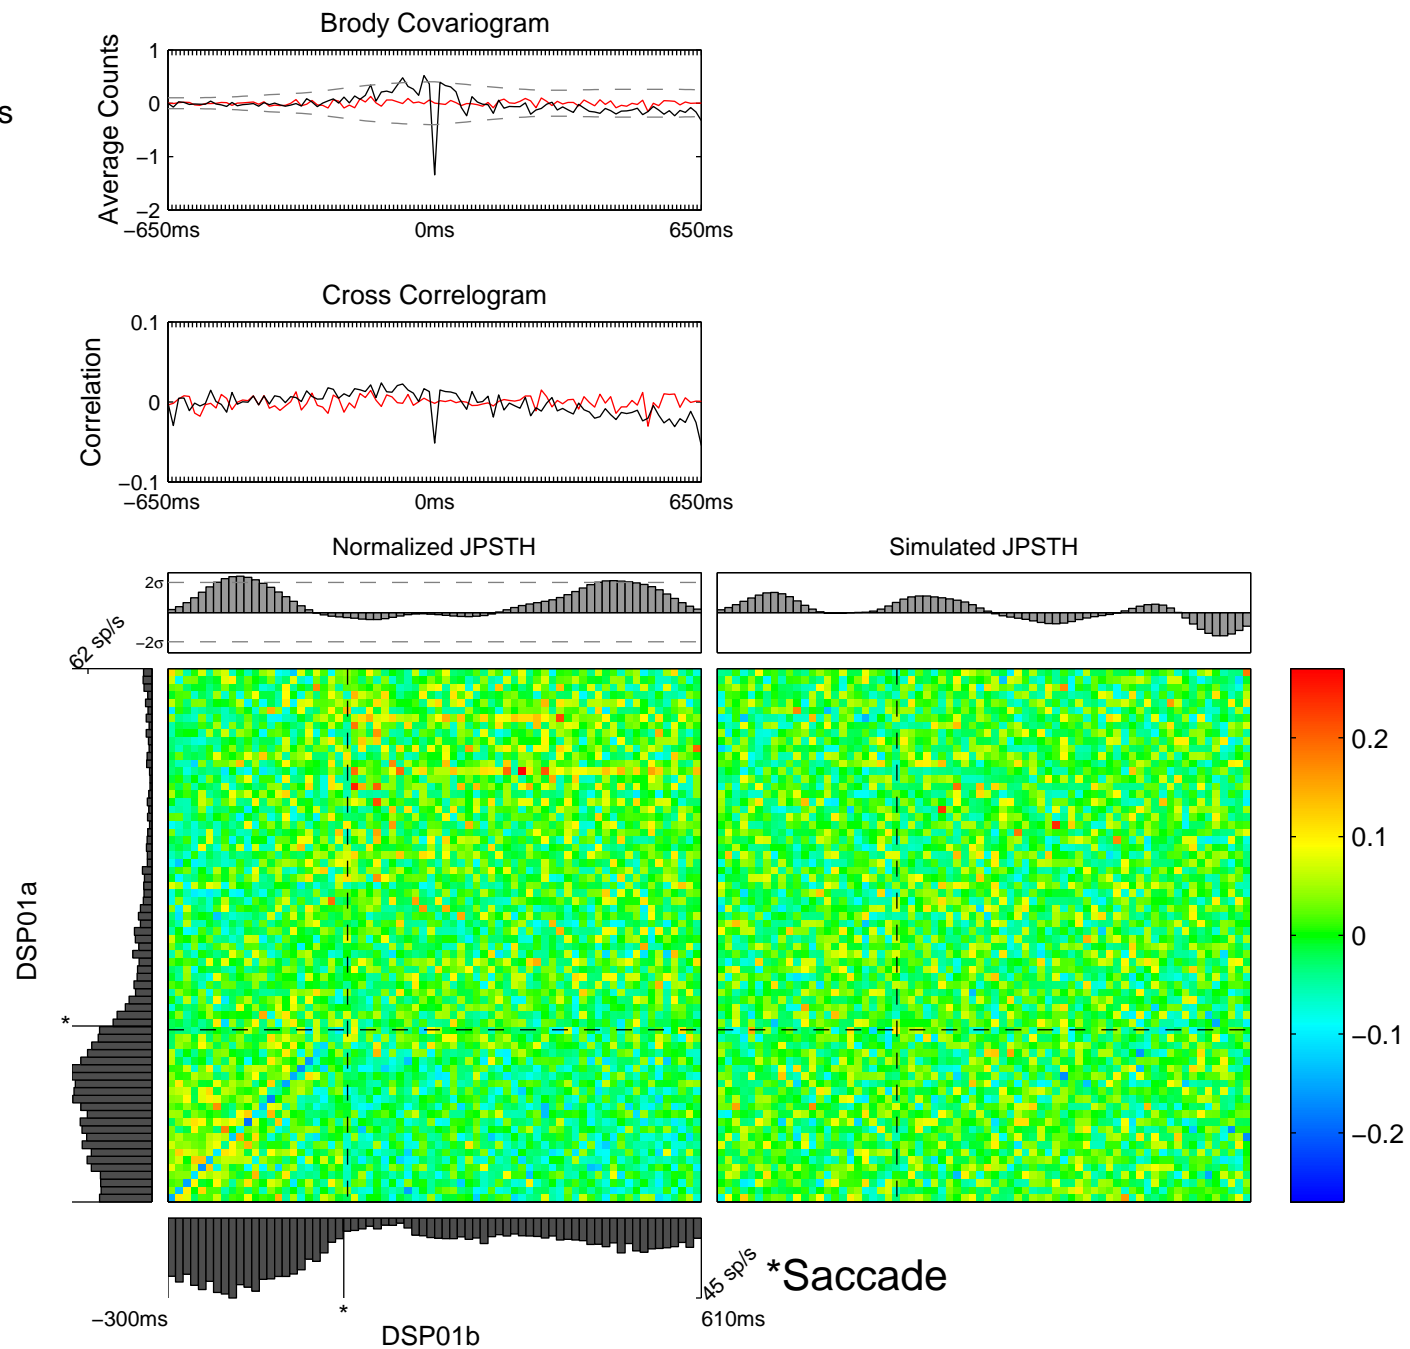 Brody Covariogram
s
Average Counts
1
0
−1
−2
−650ms
0ms
650ms
Cross Correlogram
Correlation
0.1
0
−0.1
−650ms
0ms
650ms
Normalized JPSTH
Simulated JPSTH
2σ
−2σ
62 sp/s
DSP01a
*
0.2
0.1
0
−0.1
−0.2
45 sp/s
*Saccade
*
−300ms
610ms
DSP01b